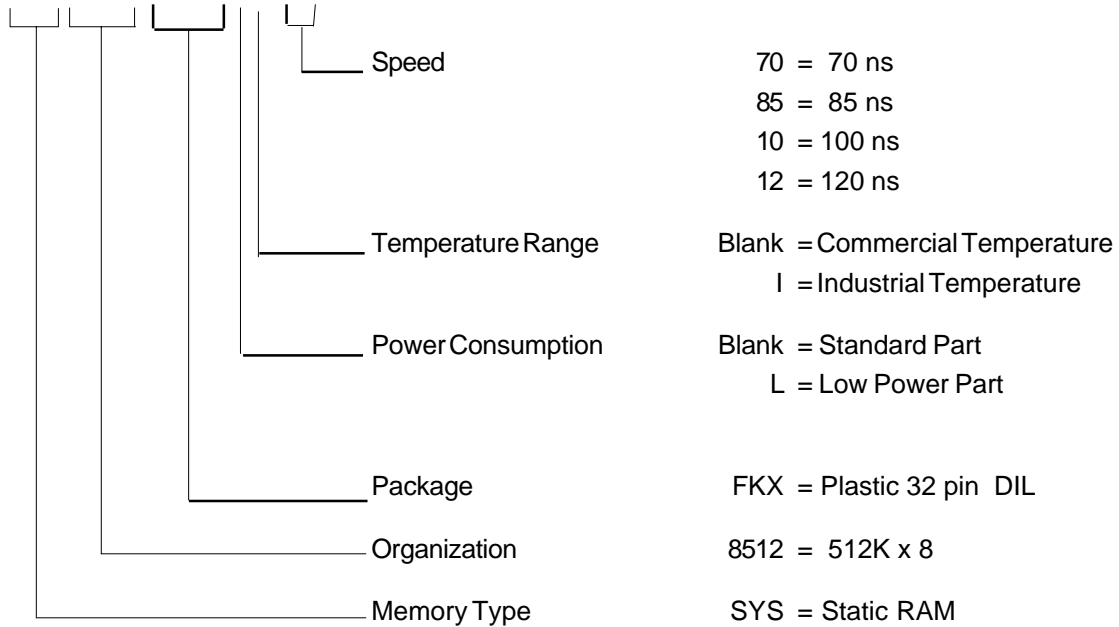 Speed 70 = 70 ns
85 = 85 ns
10 = 100 ns
12 = 120 ns
Temperature Range Blank = Commercial Temperature
I = Industrial Temperature
Power Consumption Blank = Standard Part
L = Low Power Part
Package FKX = Plastic 32 pin DIL
Organization 8512 = 512K x 8
Memory Type SYS = Static RAM